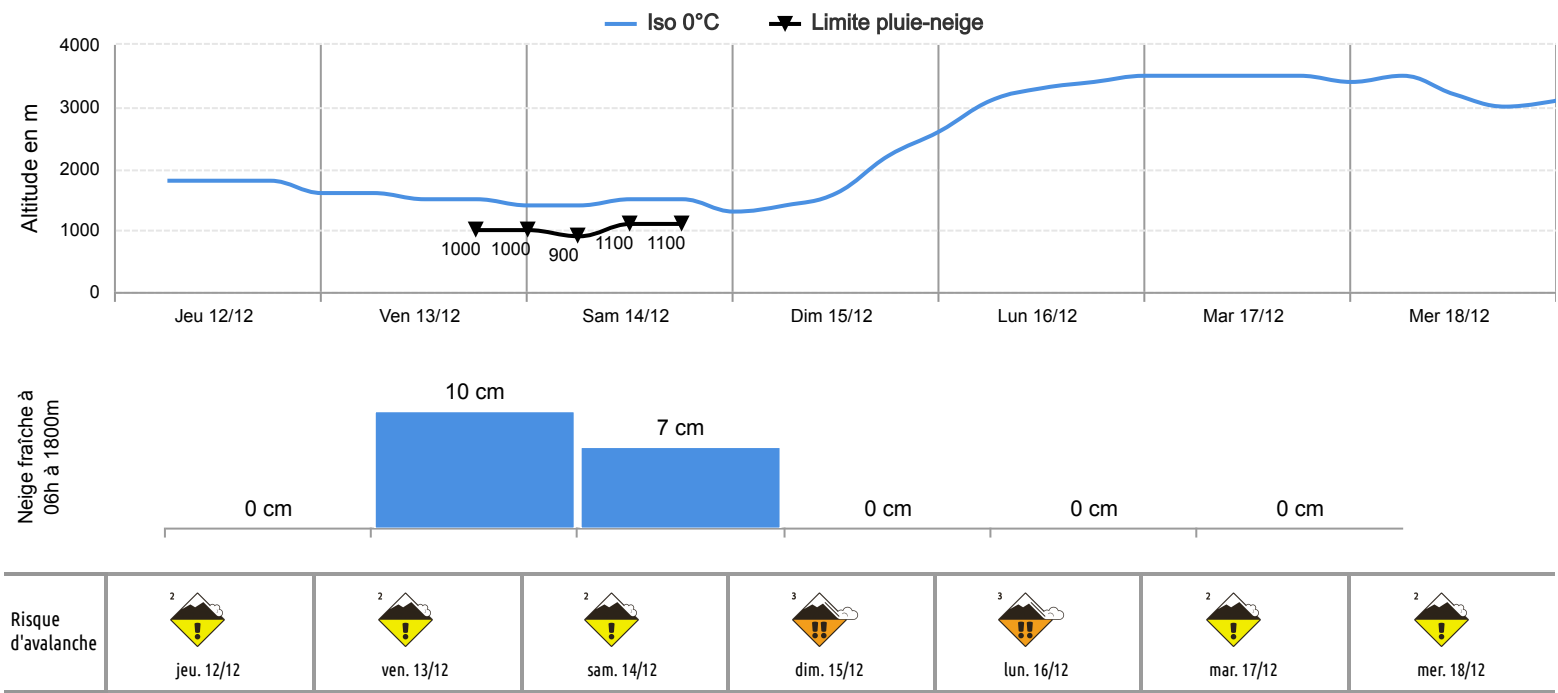 Iso 0°C Limite pluie-neige
Altitude en m
4000
3000
2000
1000
0
1000 1000 900 1100 1100
Jeu 12/12 Ven 13/12 Sam 14/12 Dim 15/12 Lun 16/12 Mar 17/12 Mer 18/12
Neige fraîche à
06h à 1800m
0 cm 10 cm 7 cm 0 cm 0 cm 0 cm
Risque
d'avalanche
2 2 2 3 3 2 2
! ! ! !! !! ! !
jeu. 12/12 ven. 13/12 sam. 14/12 dim. 15/12 lun. 16/12 mar. 17/12 mer. 18/12